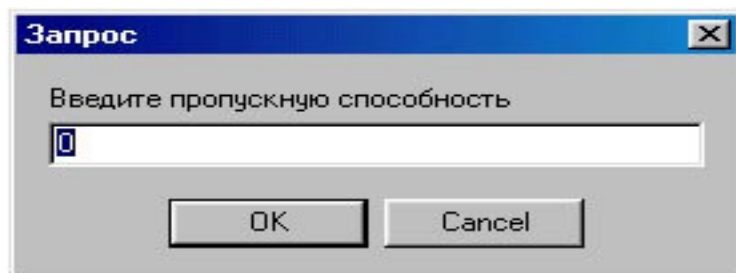 Запрос
Введите пропускную способность
0
OK
Cancel